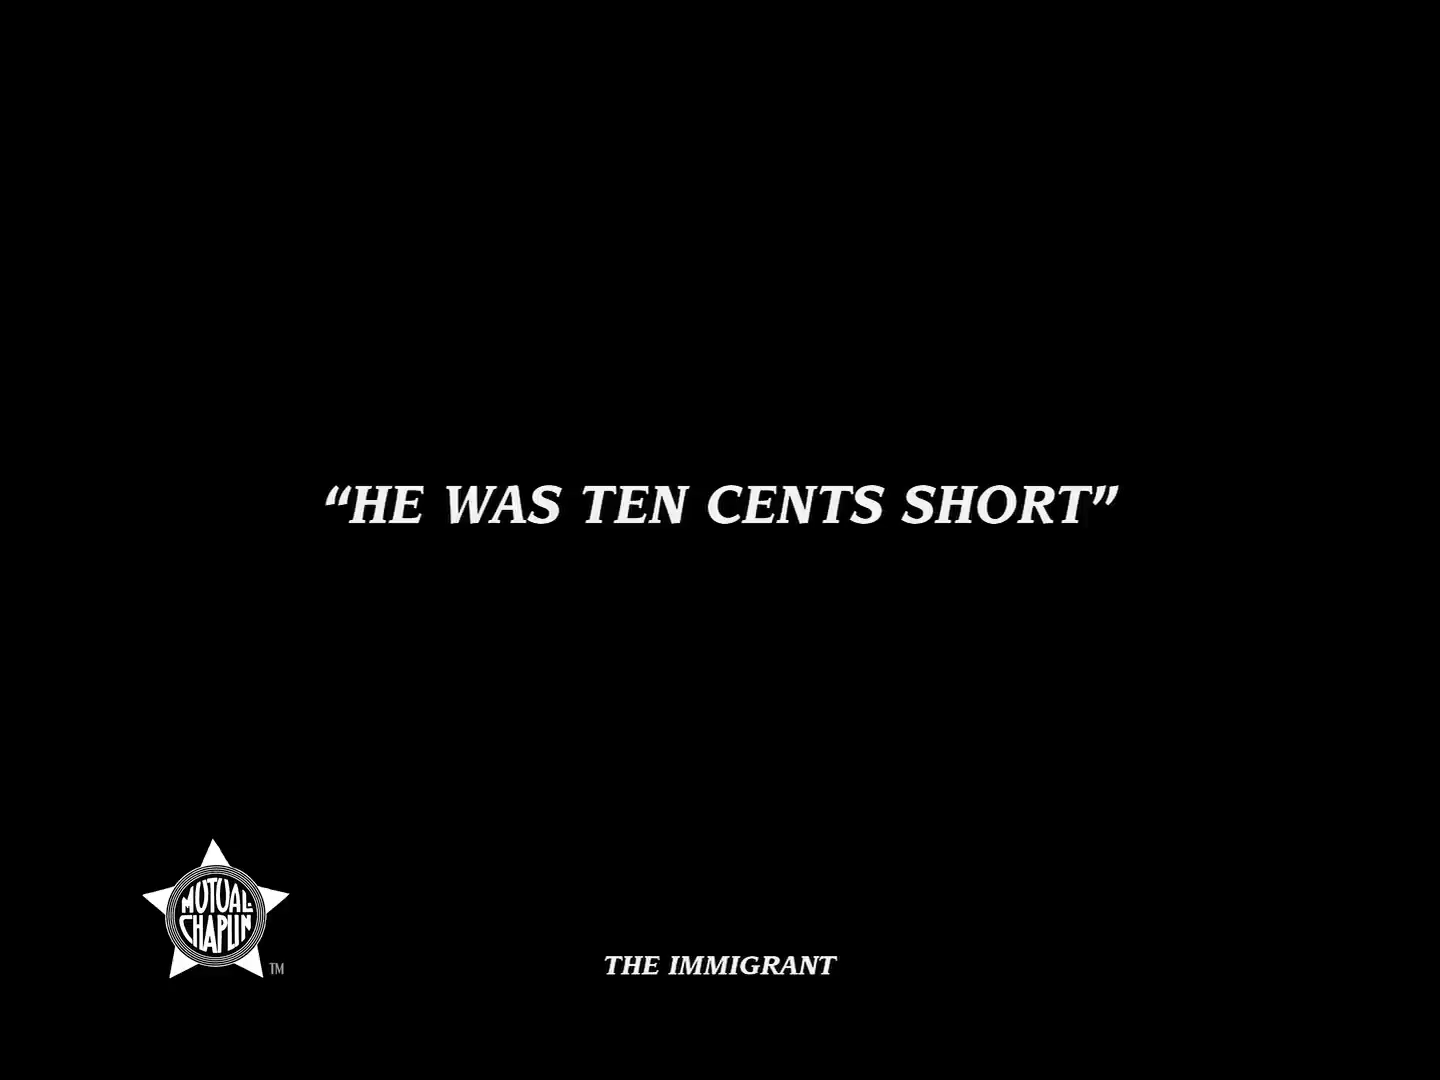 “HE WAS TEN CENTS SHORT”
MUTUAL-
CHAPLIN
TM
THE IMMIGRANT